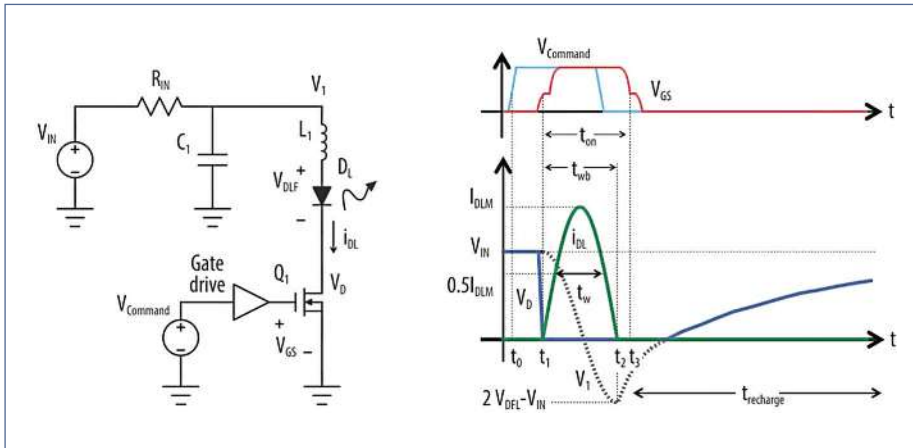 R_IN
V_1
V_IN
C_1
L_1
D_L
V_DLF
+
−
i_DL
Gate drive
Q_1
V_D
V_Command
+
V_GS
−
V_Command
V_GS
t
t_on
t_wb
I_DLM
V_IN
i_DL
0.5I_DLM
V_D
t_w
t
t_0
t_1
t_2
t_3
V_1
2 V_DFL-V_IN
t_recharge